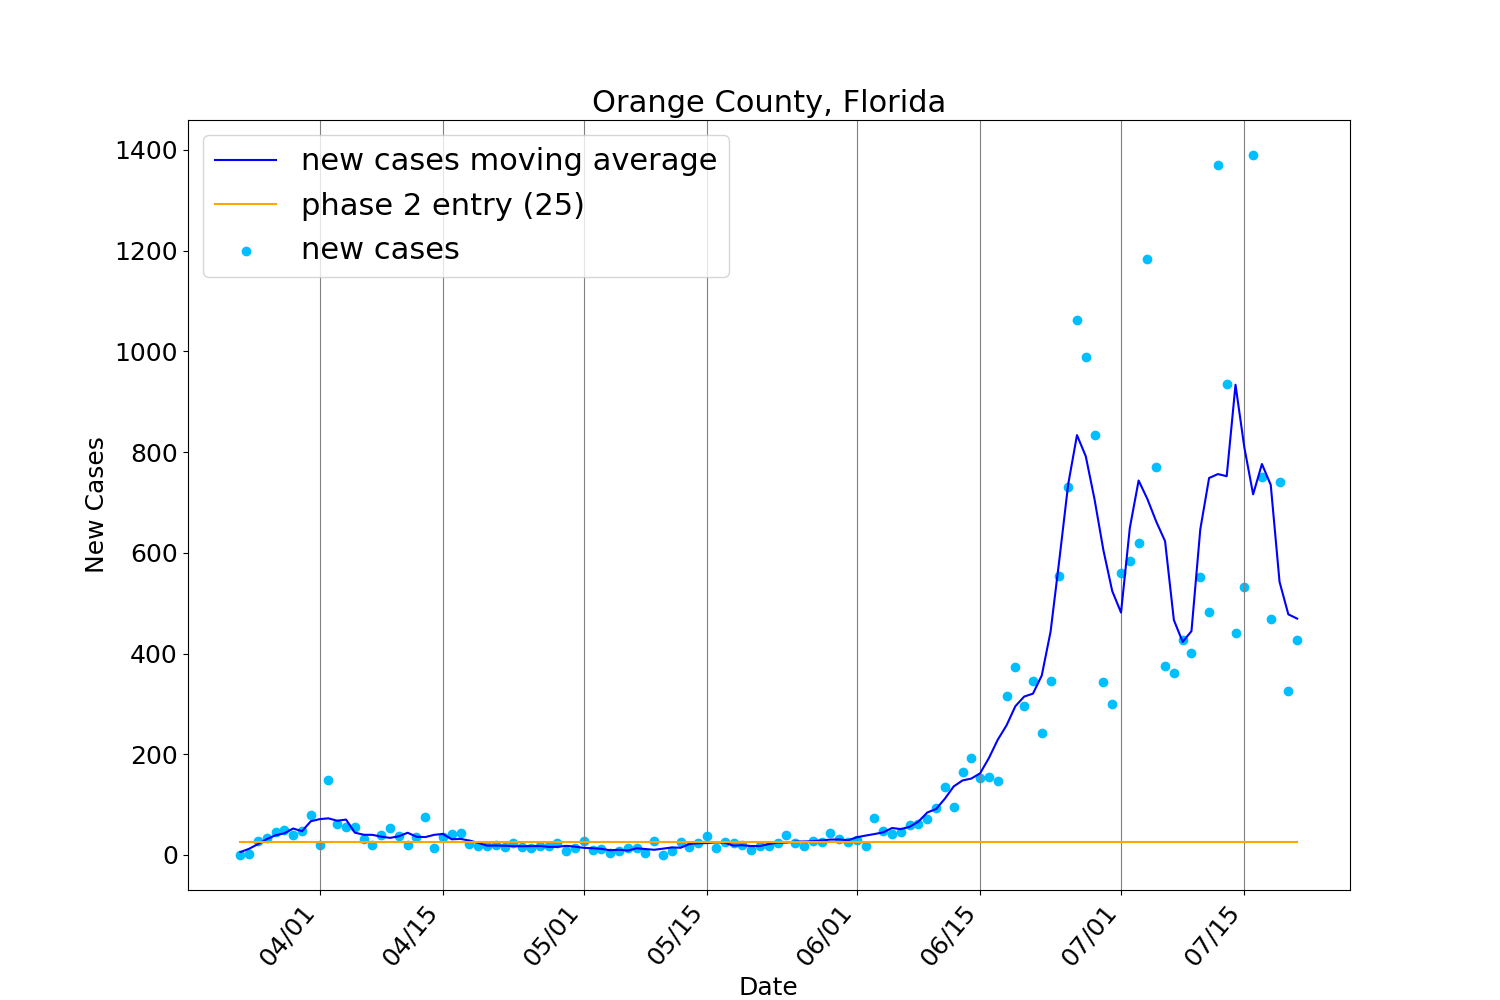 Orange County, Florida
new cases moving average
phase 2 entry (25)
new cases
1400
1200
1000
800
600
400
200
0
New Cases
04/01
04/15
05/01
05/15
06/01
06/15
07/01
07/15
Date